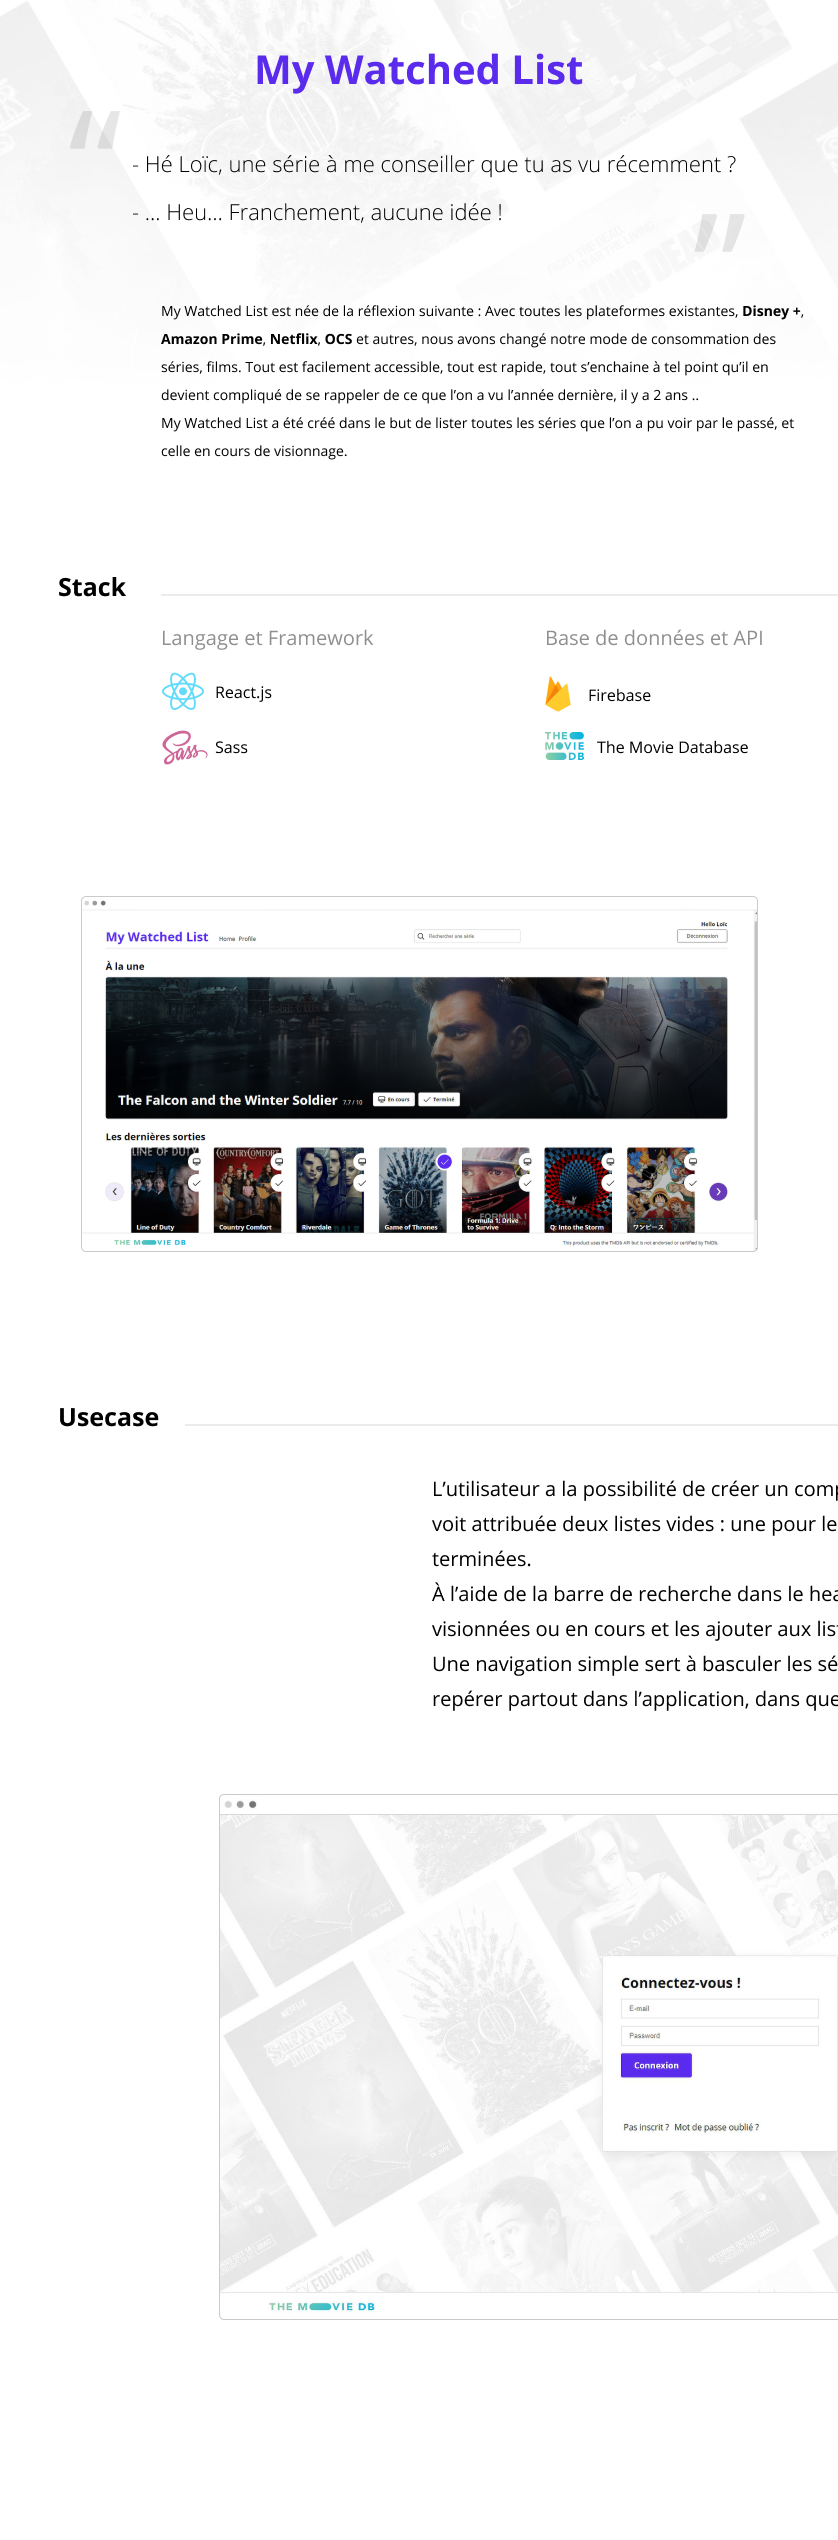 My Watched List
- Hé Loïc, une série à me conseiller que tu as vu récemment ?
- ... Heu... Franchement, aucune idée !
My Watched List est née de la réflexion suivante : Avec toutes les plateformes existantes, Disney +,
Amazon Prime, Netflix, OCS et autres, nous avons changé notre mode de consommation des
séries, films. Tout est facilement accessible, tout est rapide, tout s’enchaine à tel point qu’il en
devient compliqué de se rappeler de ce que l’on a vu l’année dernière, il y a 2 ans ..
My Watched List a été créé dans le but de lister toutes les séries que l’on a pu voir par le passé, et
celle en cours de visionnage.
Stack
Langage et Framework
React.js
Sass
Sass
Base de données et API
Firebase
THE MOVIE DB
The Movie Database
Hello Loïc
My Watched List
Home Profile
Rechercher une série
Déconnexion
À la une
The Falcon and the Winter Soldier 7.7 / 10
En cours
Terminé
Les dernières sorties
LINE OF DUTY
Line of Duty
COUNTRY COMFORT
Country Comfort
Riverdale
GOT
Game of Thrones
Formula 1: Drive
to Survive
Q: Into the Storm
ワンピース
THE MOVIE DB
This product uses the TMDb API but is not endorsed or certified by TMDb.
Usecase
L’utilisateur a la possibilité de créer un comp
voit attribuée deux listes vides : une pour le
terminées.
À l’aide de la barre de recherche dans le hea
visionnées ou en cours et les ajouter aux lis
Une navigation simple sert à basculer les sé
repérer partout dans l’application, dans que
STRANGER THINGS
Connectez-vous !
E-mail
Password
Connexion
Pas inscrit ? Mot de passe oublié ?
EDUCATION
THE MOVIE DB